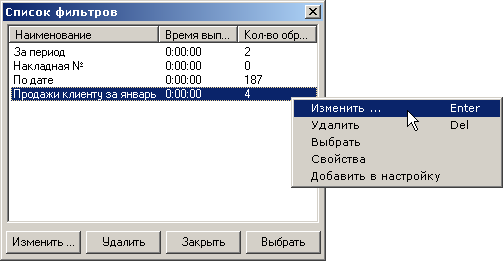 Список фильтров
Наименование Время вып... Кол-во обр...
За период 0:00:00 2
Накладная № 0:00:00 0
По дате 0:00:00 187
Продажи клиенту за январь 0:00:00 4
Изменить ... Enter
Удалить Del
Выбрать
Свойства
Добавить в настройку
Изменить ... Удалить Закрыть Выбрать